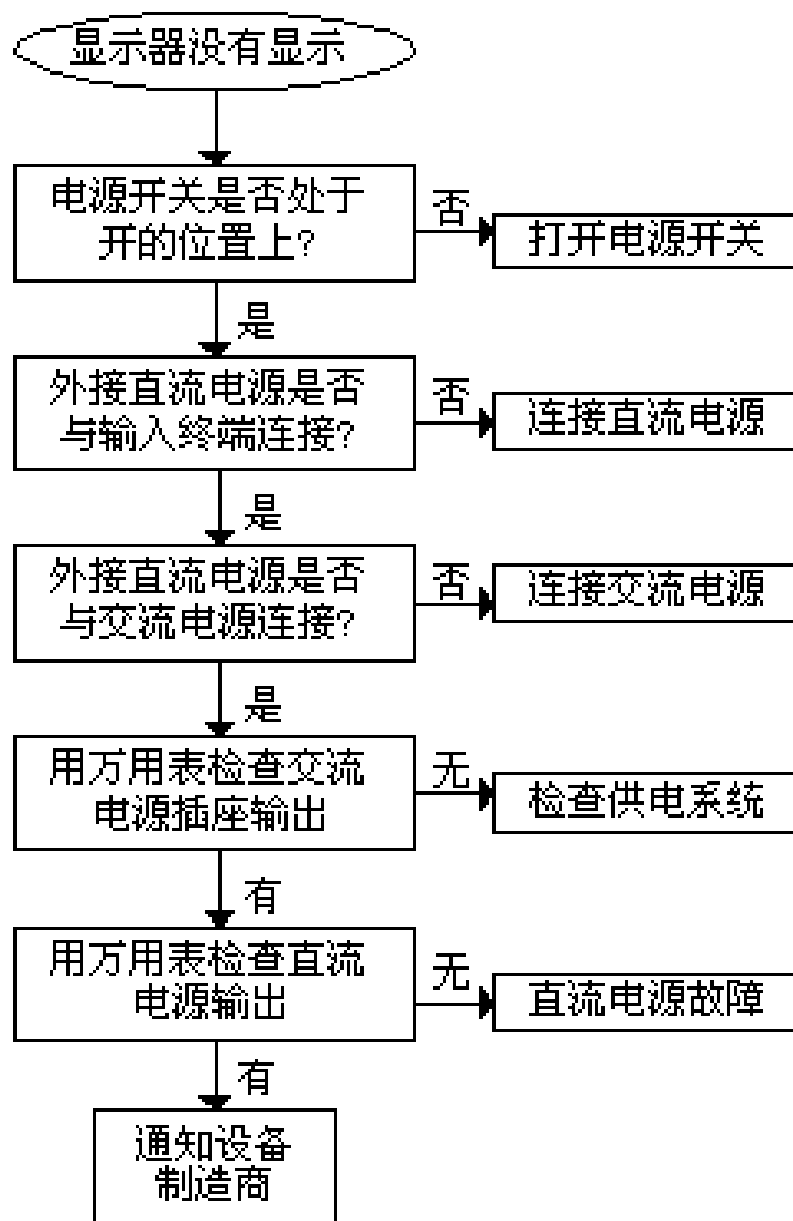 显示器没有显示
电源开关是否处于
开的位置上?
否
打开电源开关
是
外接直流电源是否
与输入终端连接?
否
连接直流电源
是
外接直流电源是否
与交流电源连接?
否
连接交流电源
是
用万用表检查交流
电源插座输出
无
检查供电系统
有
用万用表检查直流
电源输出
无
直流电源故障
有
通知设备
制造商